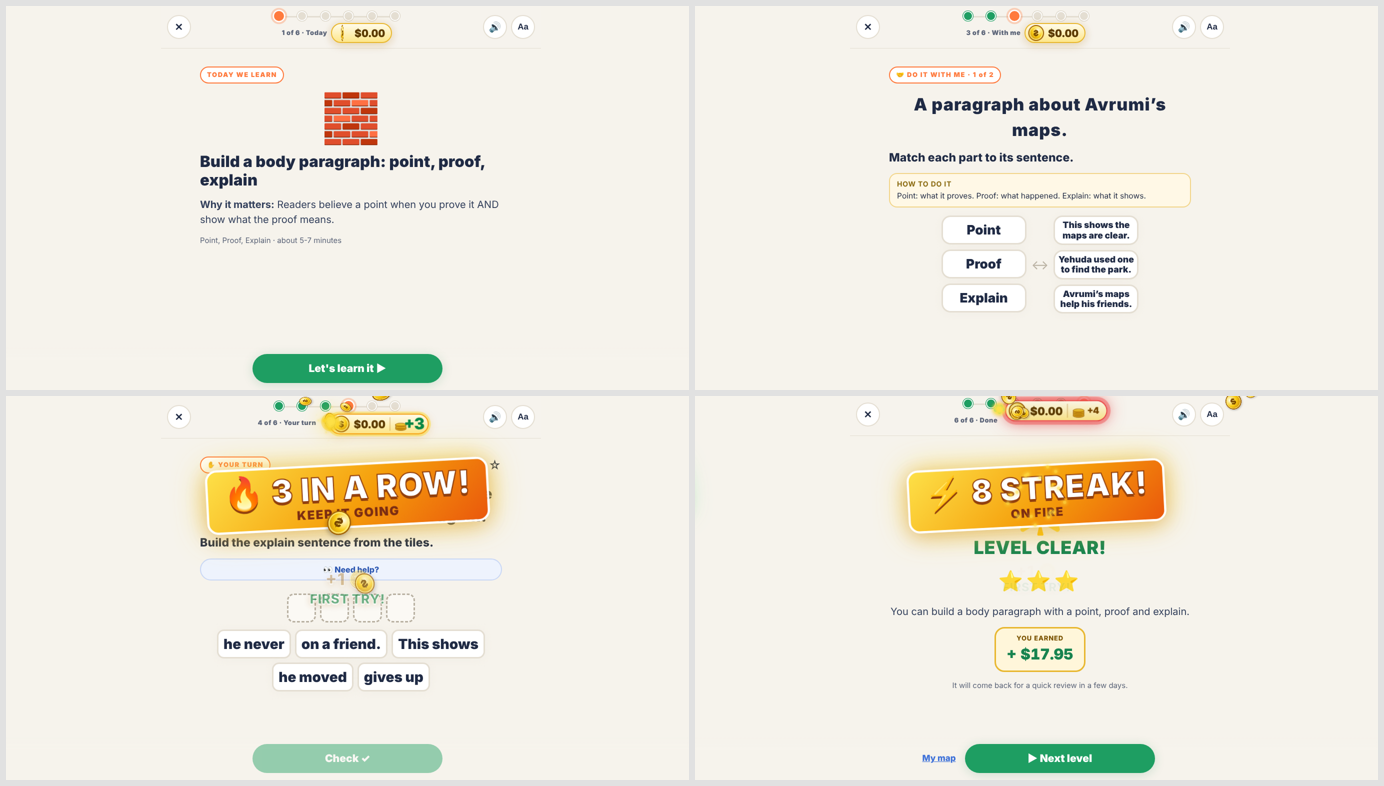 1 of 6 · Today
$0.00
Aa
TODAY WE LEARN
Build a body paragraph: point, proof,
explain
Why it matters: Readers believe a point when you prove it AND
show what the proof means.
Point, Proof, Explain · about 5-7 minutes
Let's learn it ▶
3 of 6 · With me
$0.00
Aa
DO IT WITH ME · 1 of 2
A paragraph about Avrumi’s
maps.
Match each part to its sentence.
HOW TO DO IT
Point: what it proves. Proof: what happened. Explain: what it shows.
Point
This shows the
maps are clear.
Proof
Yehuda used one
to find the park.
Explain
Avrumi’s maps
help his friends.
4 of 6 · Your turn
$0.00
+3
Aa
YOUR TURN
3 IN A ROW!
KEEP IT GOING
Build the explain sentence from the tiles.
Need help?
+1
FIRST TRY!
he never
on a friend.
This shows
he moved
gives up
Check ✓
6 of 6 · Done
$0.00
+4
Aa
8 STREAK!
ON FIRE
LEVEL CLEAR!
You can build a body paragraph with a point, proof and explain.
YOU EARNED
+ $17.95
It will come back for a quick review in a few days.
My map
▶ Next level